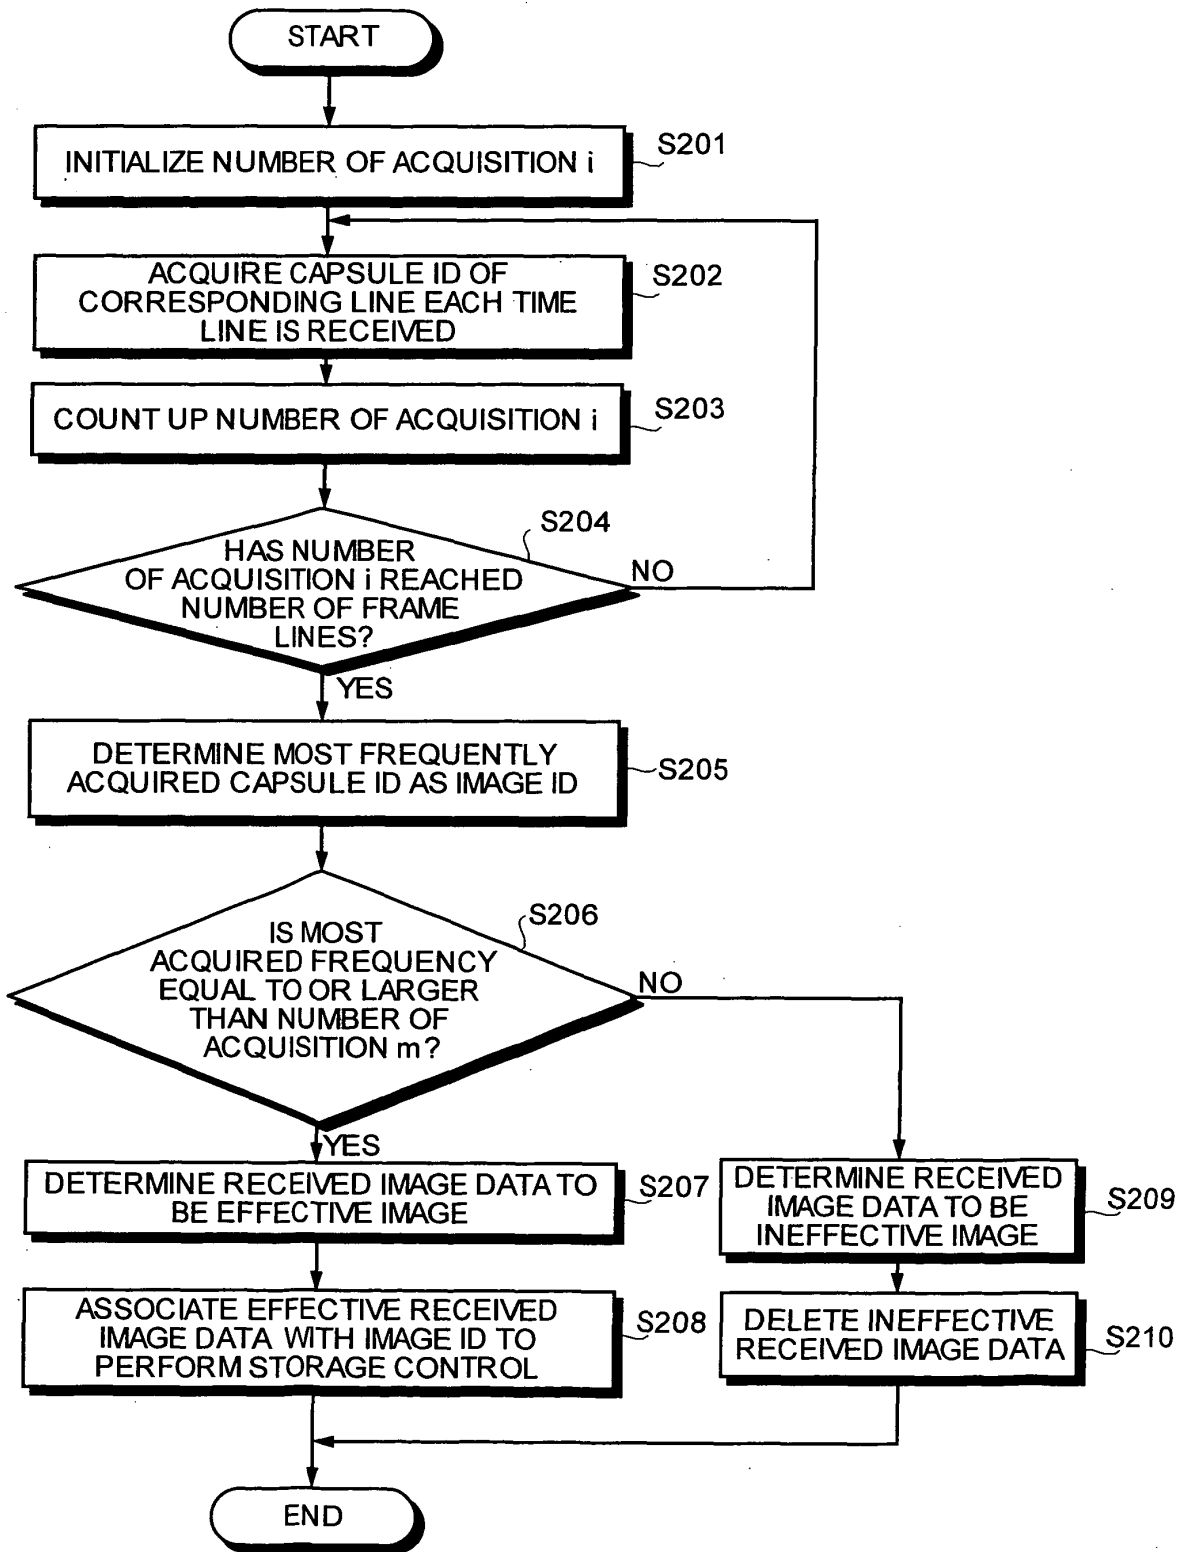 START
INITIALIZE NUMBER OF ACQUISITION i
S201
ACQUIRE CAPSULE ID OF
CORRESPONDING LINE EACH TIME
LINE IS RECEIVED
S202
COUNT UP NUMBER OF ACQUISITION i
S203
HAS NUMBER
OF ACQUISITION i REACHED
NUMBER OF FRAME
LINES?
S204
NO
YES
DETERMINE MOST FREQUENTLY
ACQUIRED CAPSULE ID AS IMAGE ID
S205
IS MOST
ACQUIRED FREQUENCY
EQUAL TO OR LARGER
THAN NUMBER OF
ACQUISITION m?
S206
NO
YES
DETERMINE RECEIVED IMAGE DATA TO
BE EFFECTIVE IMAGE
S207
ASSOCIATE EFFECTIVE RECEIVED
IMAGE DATA WITH IMAGE ID TO
PERFORM STORAGE CONTROL
S208
DETERMINE RECEIVED
IMAGE DATA TO BE
INEFFECTIVE IMAGE
S209
DELETE INEFFECTIVE
RECEIVED IMAGE DATA
S210
END